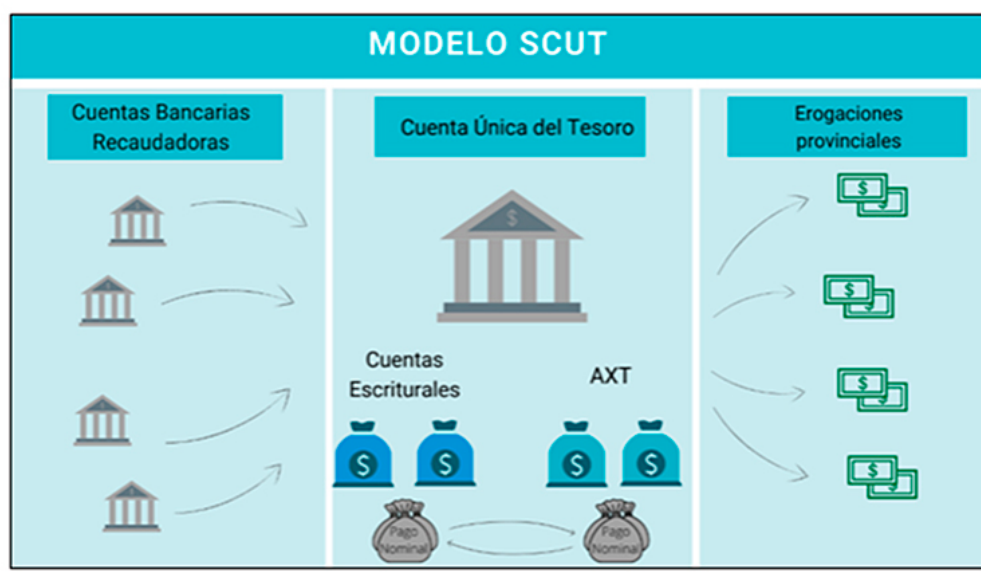 MODELO SCUT
Cuentas Bancarias
Recaudadoras
Cuenta Única del Tesoro
Erogaciones
provinciales
$
$
$
$
$
Cuentas
Escriturales
AXT
$
$
$
$
Pago
Nominal
Pago
Nominal